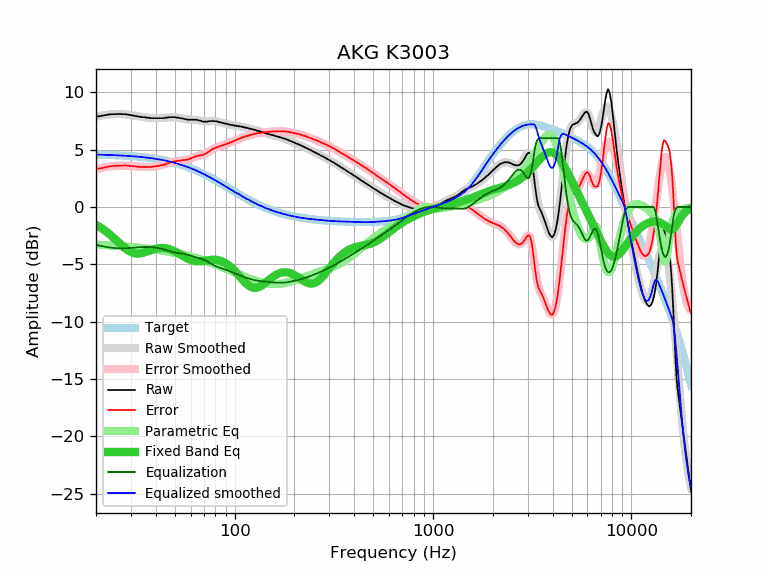 AKG K3003
Amplitude (dBr)
10
5
0
−5
−10
−15
−20
−25
Target
Raw Smoothed
Error Smoothed
Raw
Error
Parametric Eq
Fixed Band Eq
Equalization
Equalized smoothed
100
1000
10000
Frequency (Hz)